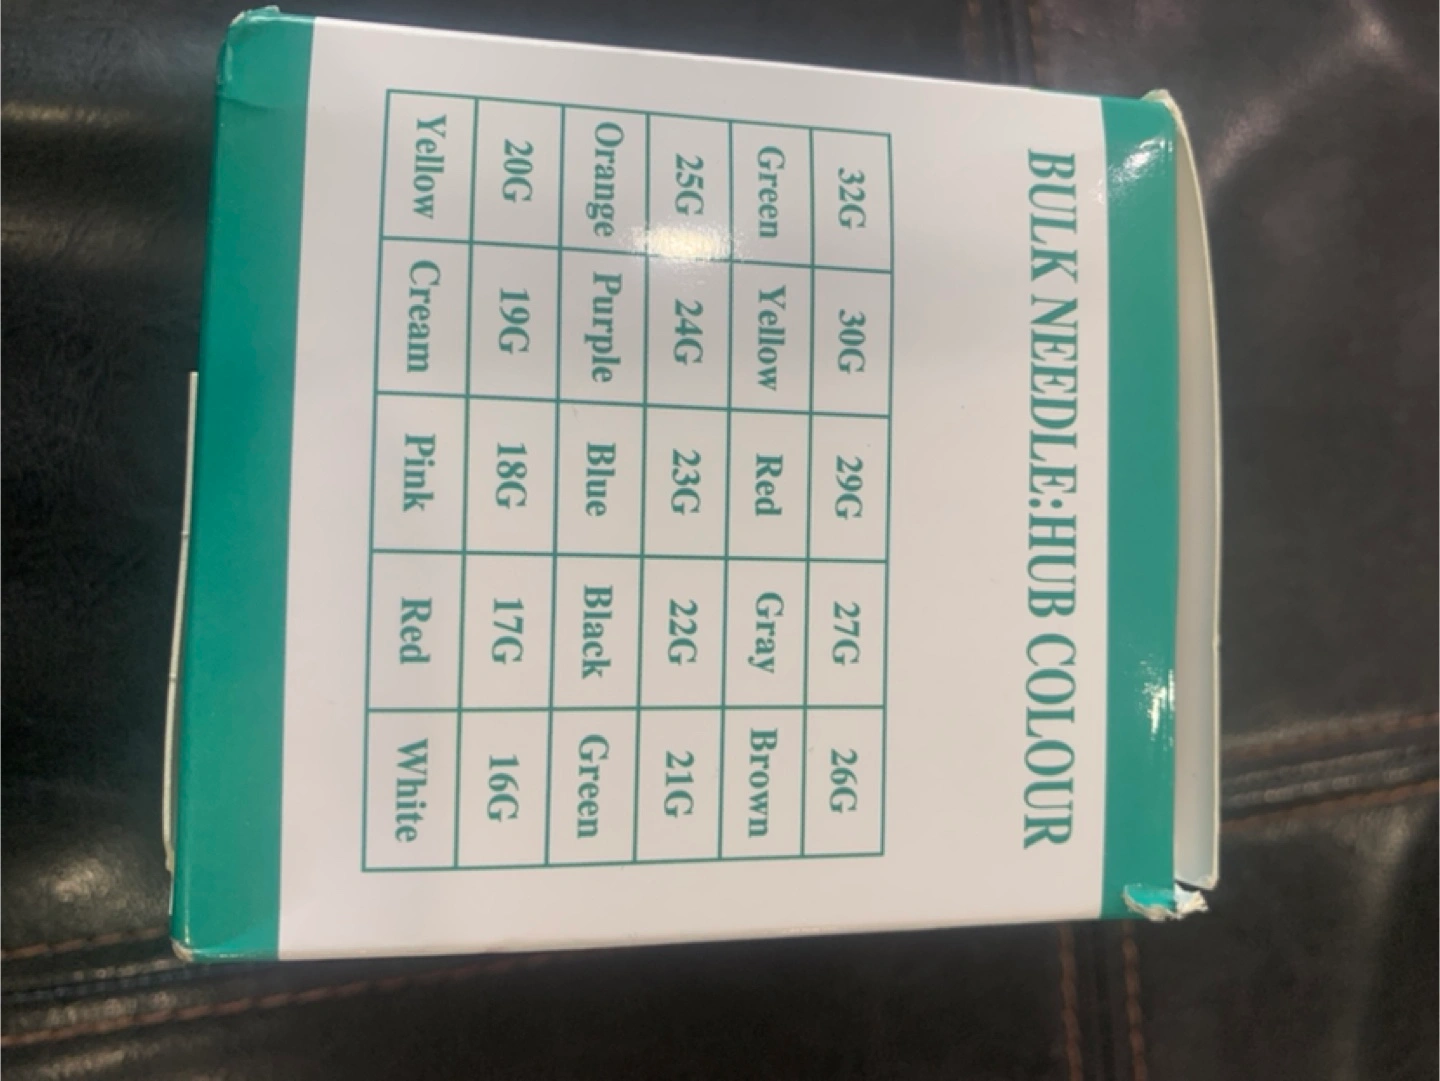 BULK NEEDLE:HUB COLOUR
32G 30G 29G 27G 26G
Green Yellow Red Gray Brown
25G 24G 23G 22G 21G
Orange Purple Blue Black Green
20G 19G 18G 17G 16G
Yellow Cream Pink Red White